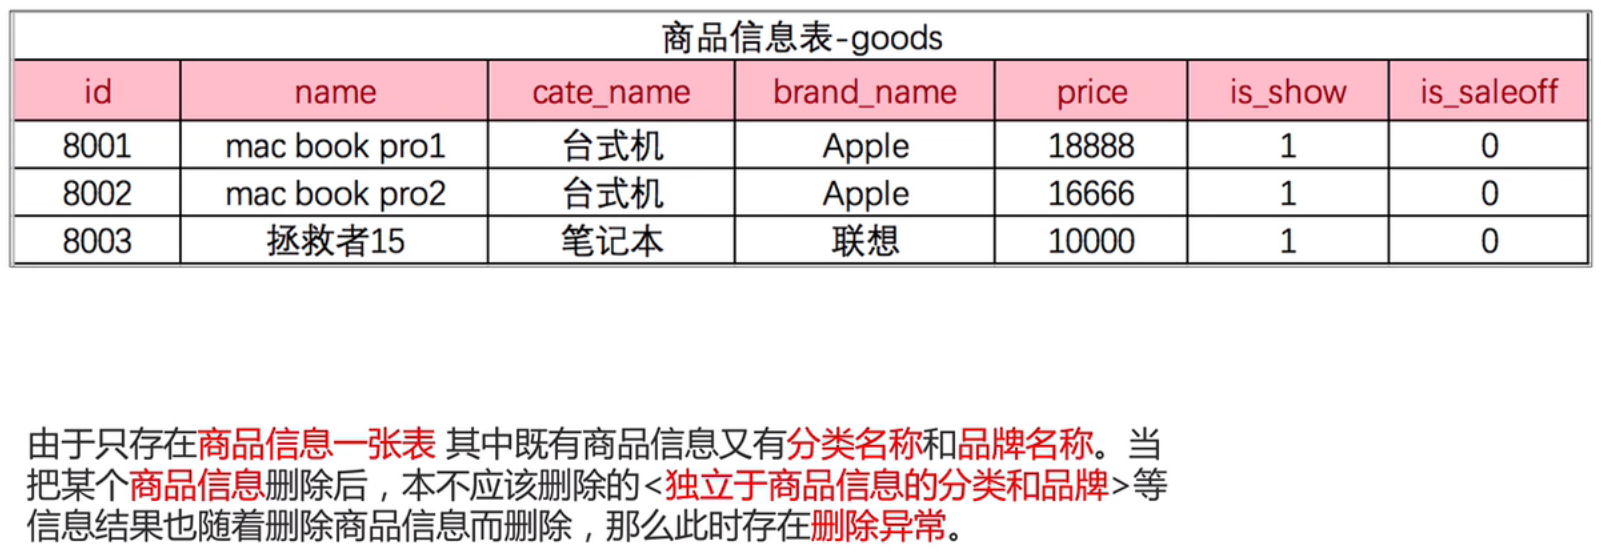 商品信息表-goods
id name cate_name brand_name price is_show is_saleoff
8001 mac book pro1 台式机 Apple 18888 1 0
8002 mac book pro2 台式机 Apple 16666 1 0
8003 拯救者15 笔记本 联想 10000 1 0
由于只存在商品信息一张表 其中既有商品信息又有分类名称和品牌名称。当
把某个商品信息删除后，本不应该删除的<独立于商品信息的分类和品牌>等
信息结果也随着删除商品信息而删除，那么此时存在删除异常。